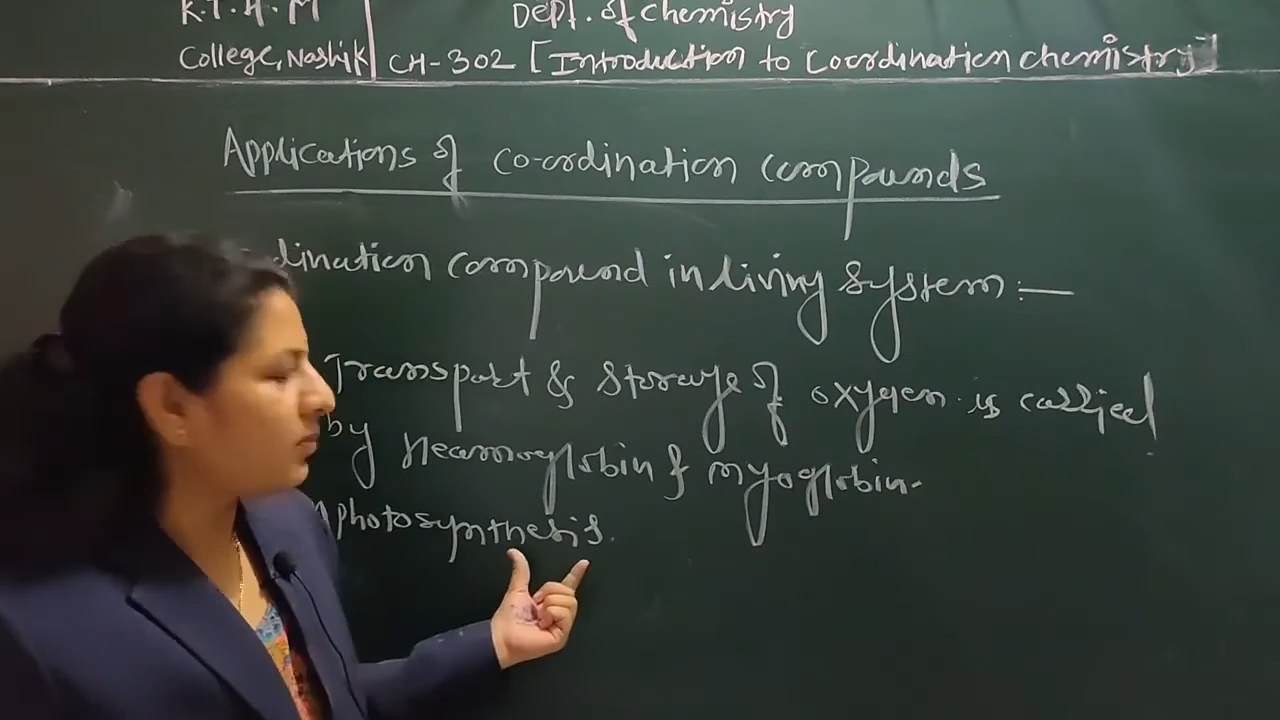 K.T.H.M Dept. of chemistry
College, Nashik CH-302 [Introduction to Coordination chemistry]
Applications of co-ordination compounds
dination compound in living system :—
Transport & storage of oxygen is carried
by Heamoglobin & myoglobin.
photosynthesis.